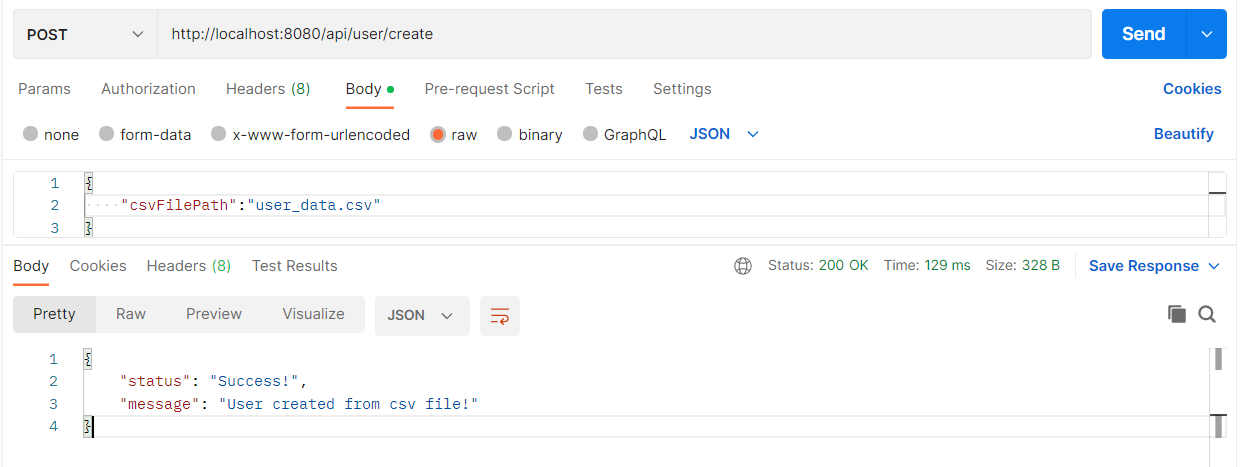 POST http://localhost:8080/api/user/create Send
Params Authorization Headers (8) Body Pre-request Script Tests Settings Cookies
none form-data x-www-form-urlencoded raw binary GraphQL JSON Beautify
1 {
2 ····"csvFilePath":"user_data.csv"
3 }
Body Cookies Headers (8) Test Results Status: 200 OK Time: 129 ms Size: 328 B Save Response
Pretty Raw Preview Visualize JSON
1 {
2 "status": "Success!",
3 "message": "User created from csv file!"
4 }